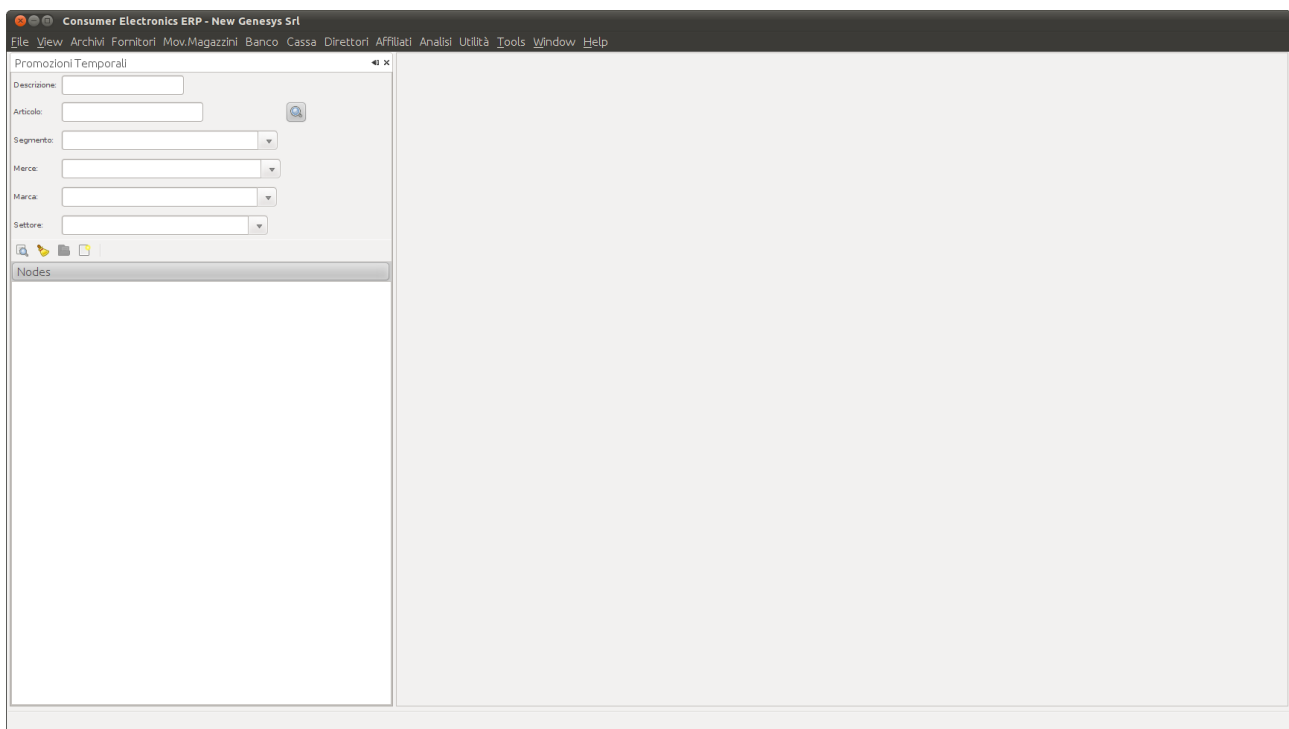 Consumer Electronics ERP - New Genesys Srl
File View Archivi Fornitori Mov.Magazzini Banco Cassa Direttori Affiliati Analisi Utilità Tools Window Help
Promozioni Temporali
Descrizione:
Articolo:
Segmento:
Merce:
Marca:
Settore:
Nodes